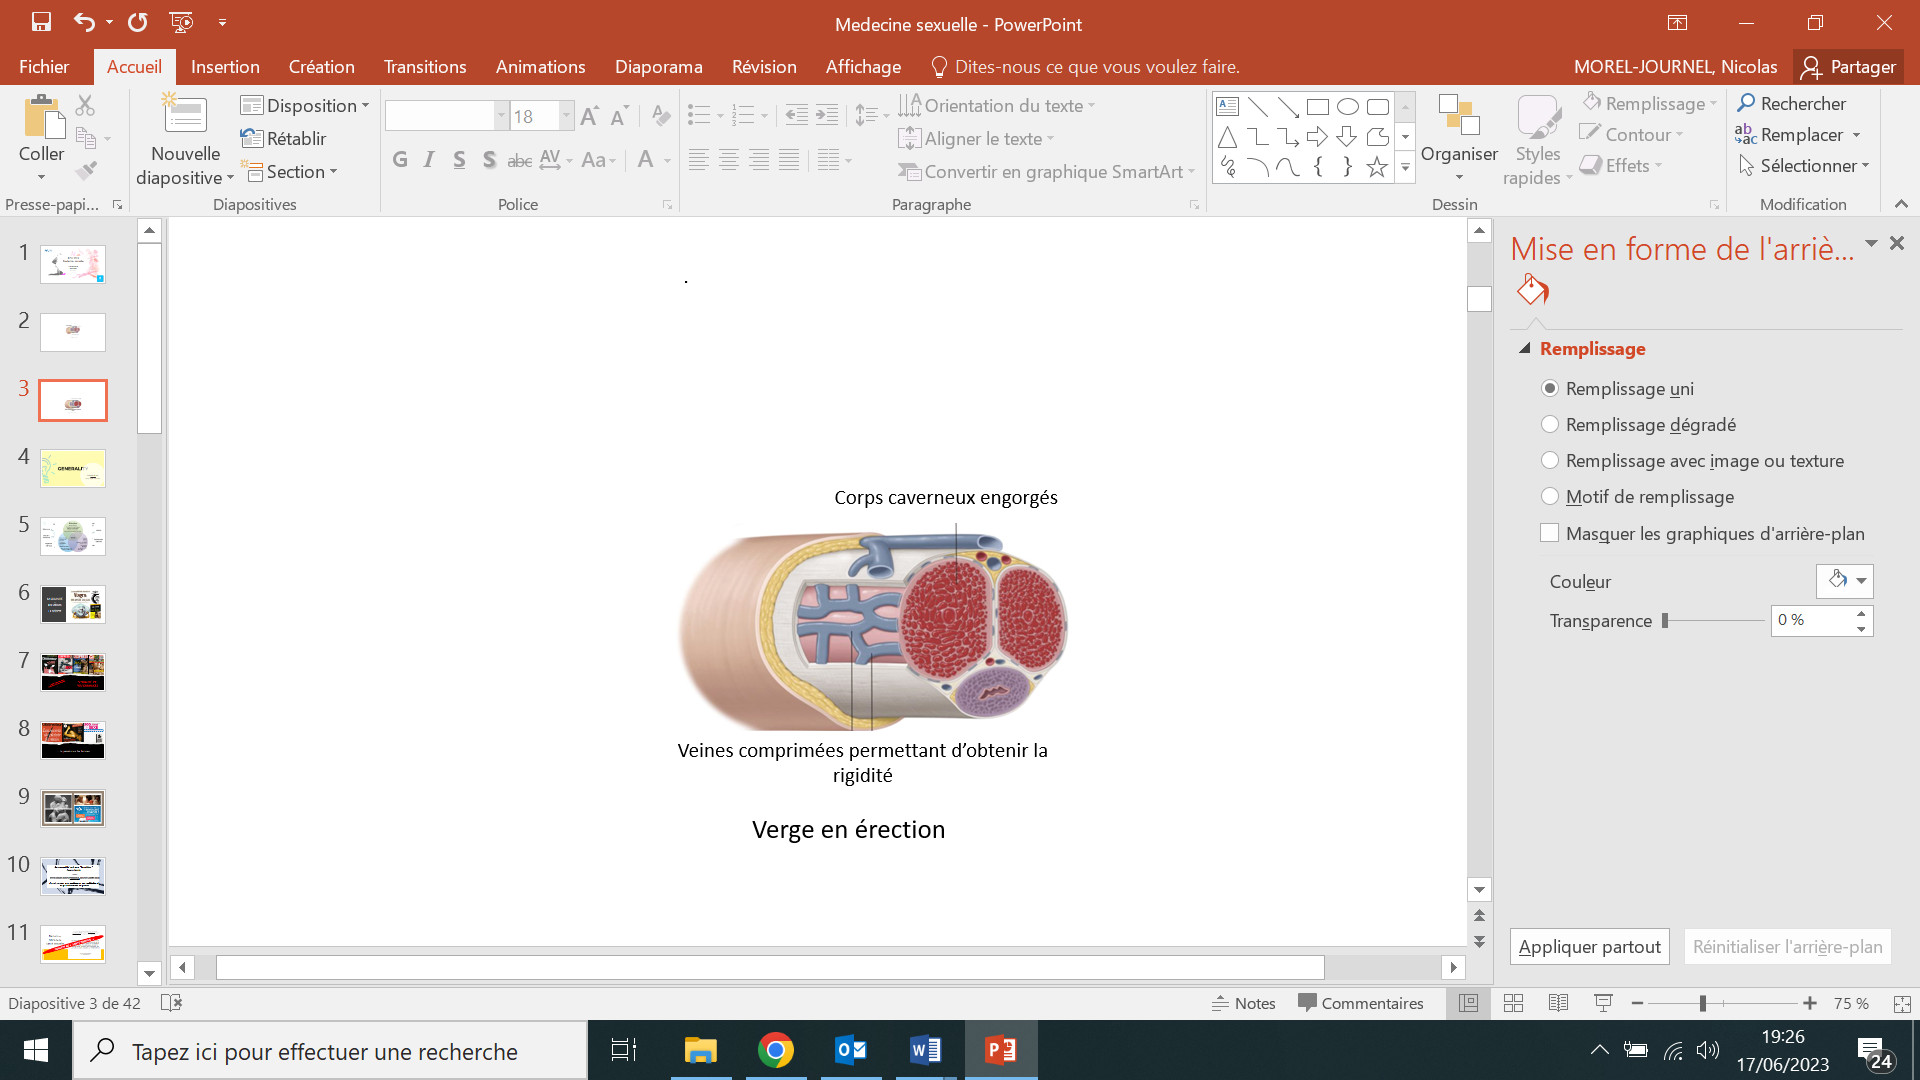 Medecine sexuelle - PowerPoint
Fichier Accueil Insertion Création Transitions Animations Diaporama Révision Affichage Dites-nous ce que vous voulez faire. MOREL-JOURNEL, Nicolas Partager
Coller
Presse-papi...
Nouvelle
diapositive
Disposition
Rétablir
Section
Diapositives
18
G I S S abc AV Aa A
Police
Orientation du texte
Aligner le texte
Convertir en graphique SmartArt
Paragraphe
Organiser
Styles
rapides
Remplissage
Contour
Effets
Dessin
Rechercher
Remplacer
Sélectionner
Modification
1
2
3
4
GENERALITY
5
6
7
8
9
10
11
.
Corps caverneux engorgés
Veines comprimées permettant d’obtenir la
rigidité
Verge en érection
Mise en forme de l'arriè...
Remplissage
Remplissage uni
Remplissage dégradé
Remplissage avec image ou texture
Motif de remplissage
Masquer les graphiques d'arrière-plan
Couleur
Transparence 0 %
Appliquer partout Réinitialiser l'arrière-plan
Diapositive 3 de 42 Notes Commentaires 75 %
Tapez ici pour effectuer une recherche
19:26
17/06/2023
24